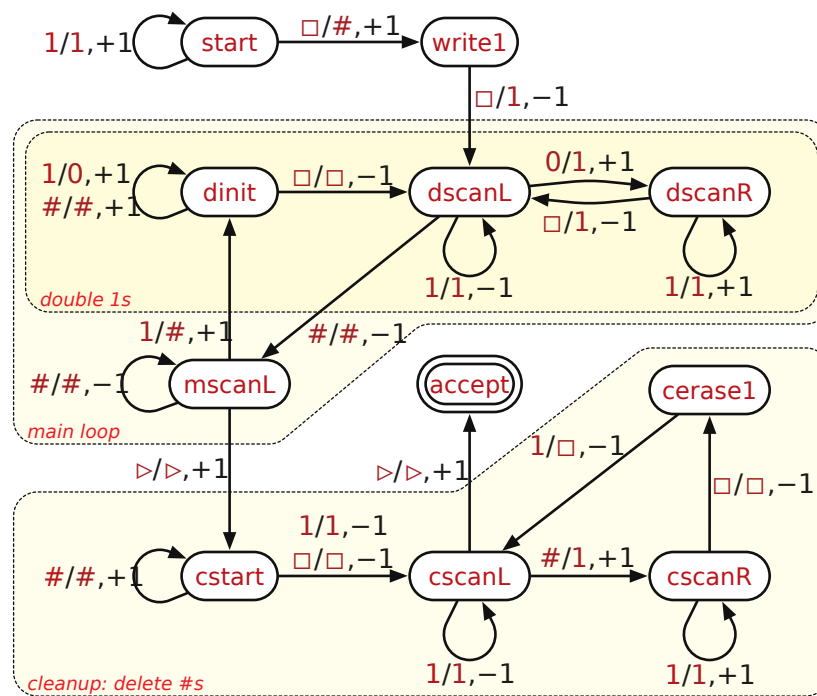 1/1,+1
start
□/#,+1
write1
□/1,−1
1/0,+1
#/#,+1
dinit
□/□,−1
dscanL
0/1,+1
□/1,−1
dscanR
1/1,−1
1/1,+1
double 1s
1/#,+1
#/#,−1
#/#,−1
mscanL
accept
cerase1
main loop
▷/▷,+1
▷/▷,+1
1/□,−1
□/□,−1
#/#,+1
cstart
1/1,−1
□/□,−1
cscanL
#/1,+1
cscanR
1/1,−1
1/1,+1
cleanup: delete #s